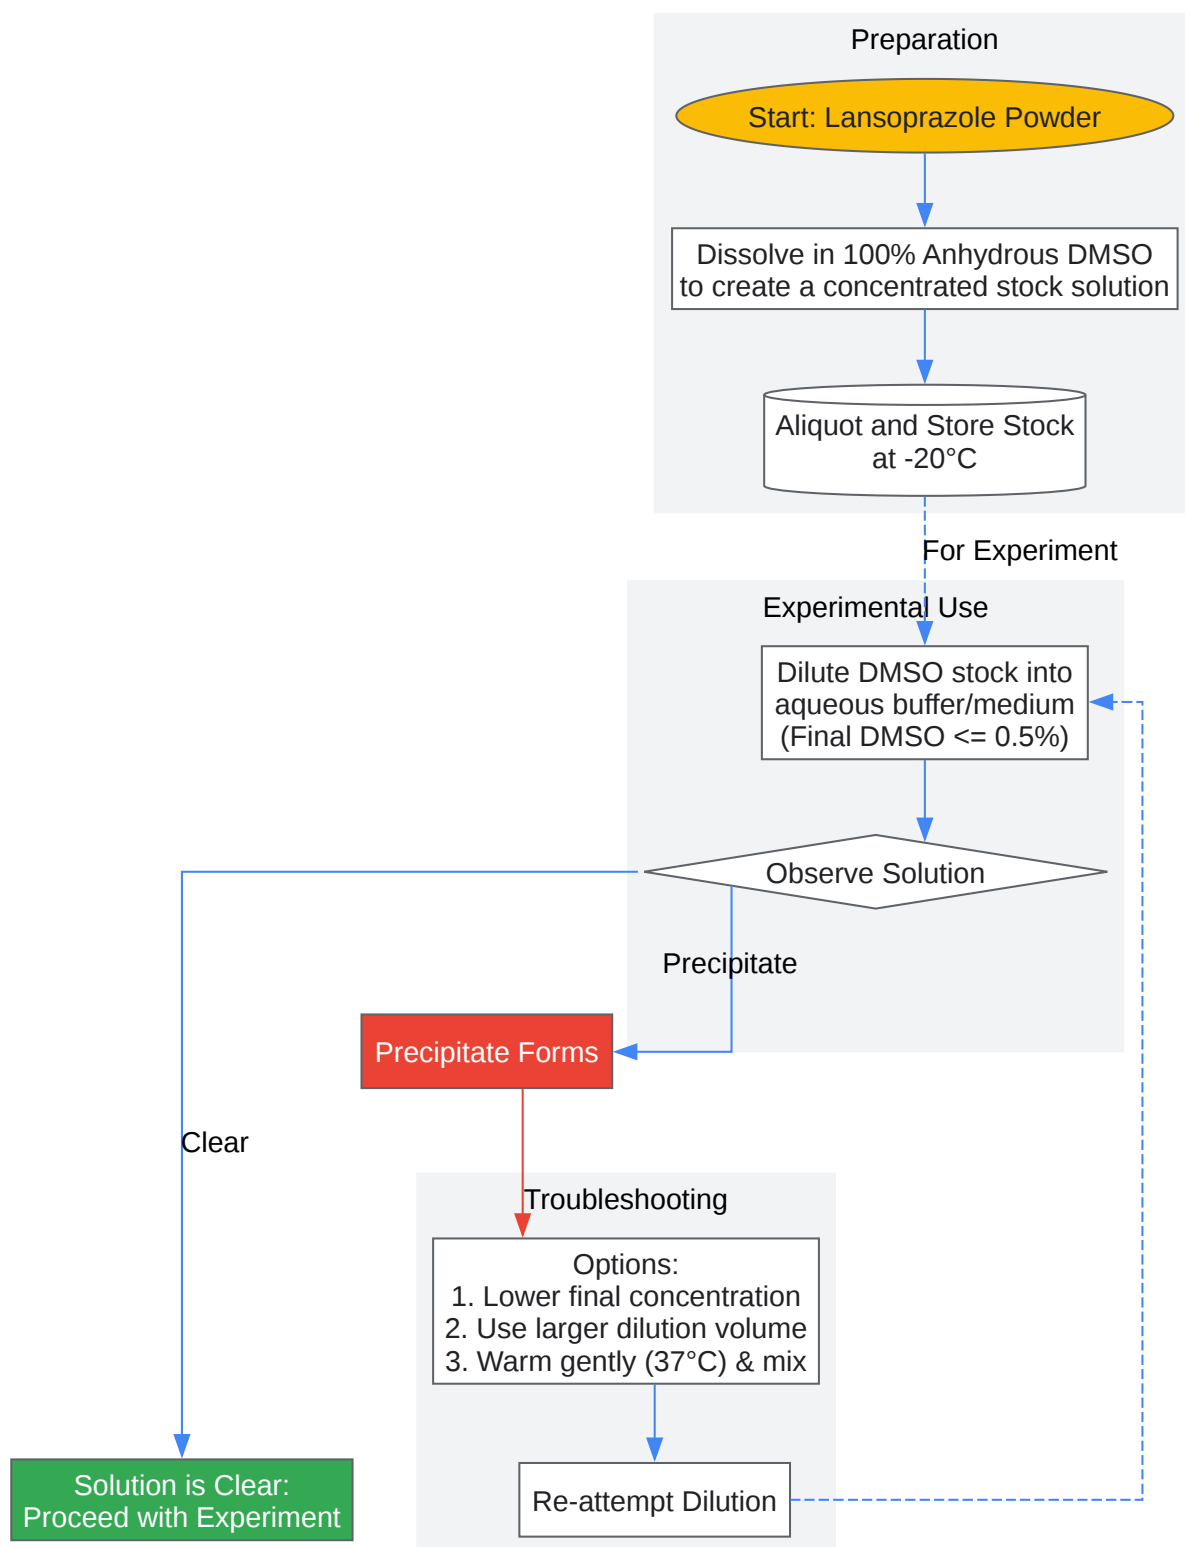 Preparation
Start: Lansoprazole Powder
Dissolve in 100% Anhydrous DMSO
to create a concentrated stock solution
Aliquot and Store Stock
at -20°C
For Experiment
Experimental Use
Dilute DMSO stock into
aqueous buffer/medium
(Final DMSO <= 0.5%)
Observe Solution
Precipitate
Precipitate Forms
Clear
Troubleshooting
Options:
1. Lower final concentration
2. Use larger dilution volume
3. Warm gently (37°C) & mix
Solution is Clear:
Proceed with Experiment
Re-attempt Dilution